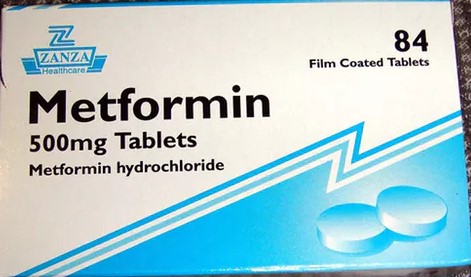 ZANZA
Healthcare
84
Film Coated Tablets
Metformin
500mg Tablets
Metformin hydrochloride